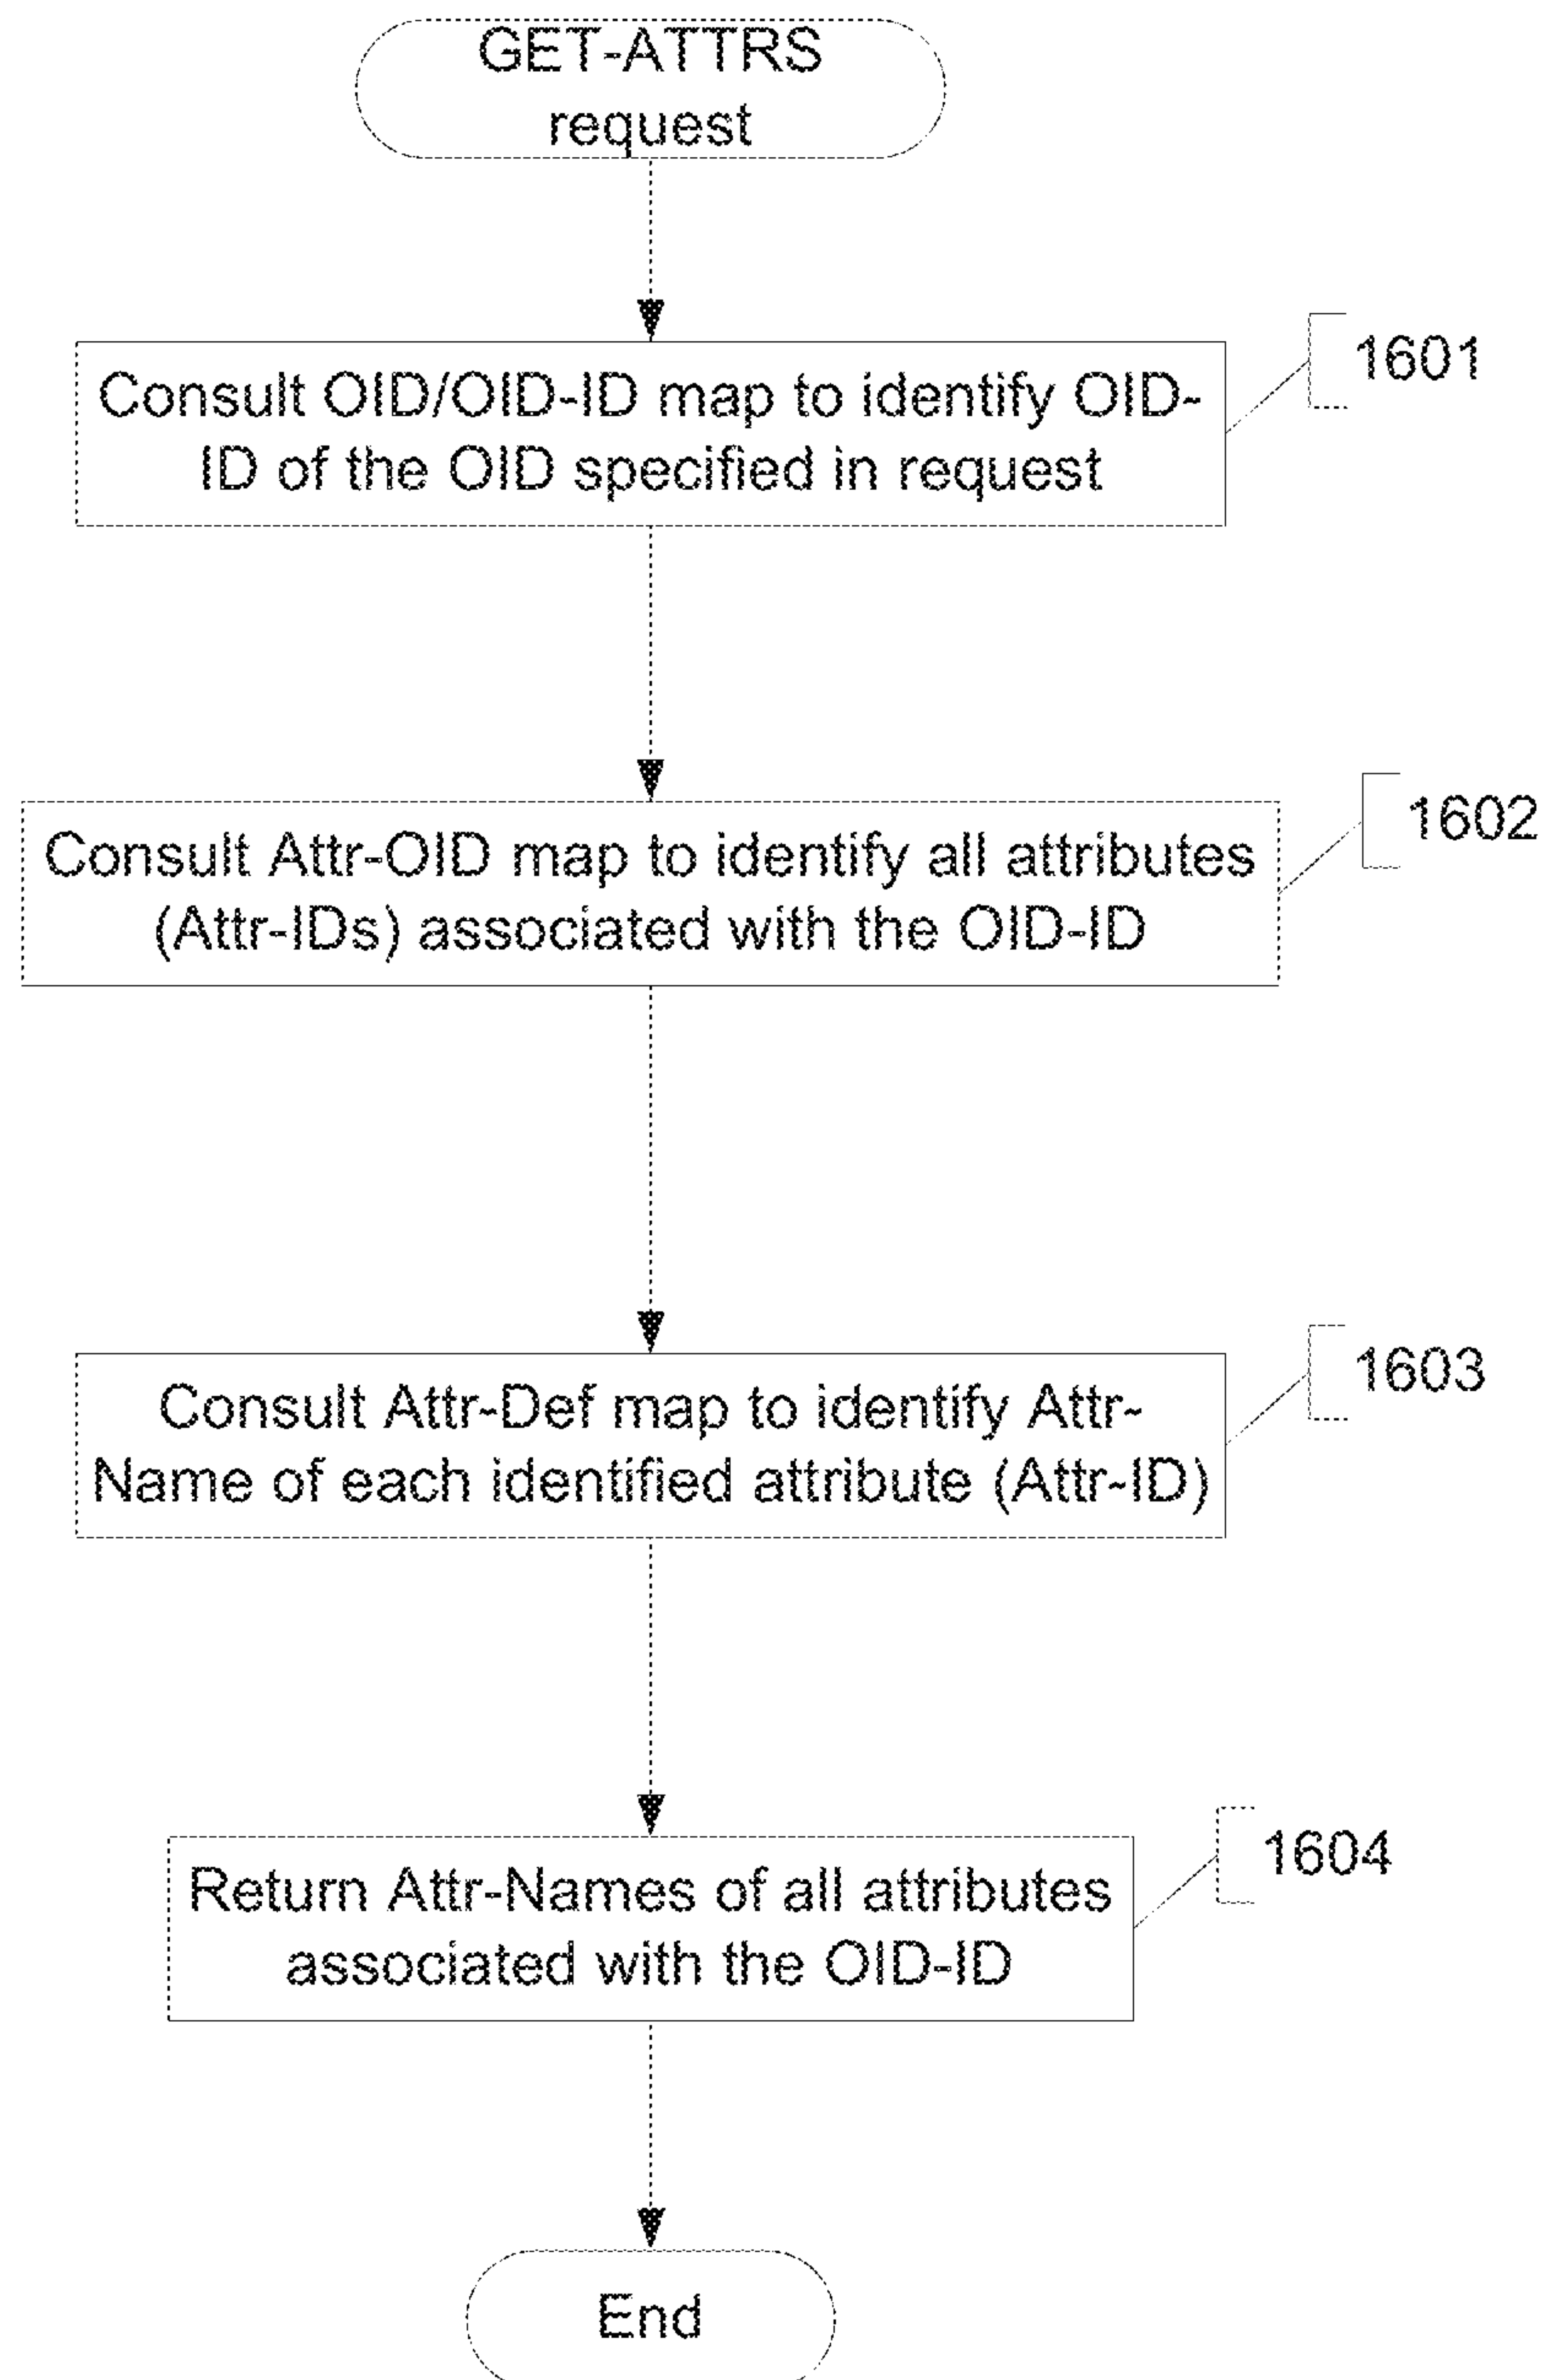 GET-ATTRS
request
Consult OID/OID-ID map to identify OID-
ID of the OID specified in request
1601
Consult Attr-OID map to identify all attributes
(Attr-IDs) associated with the OID-ID
1602
Consult Attr-Def map to identify Attr-
Name of each identified attribute (Attr-ID)
1603
Return Attr-Names of all attributes
associated with the OID-ID
1604
End